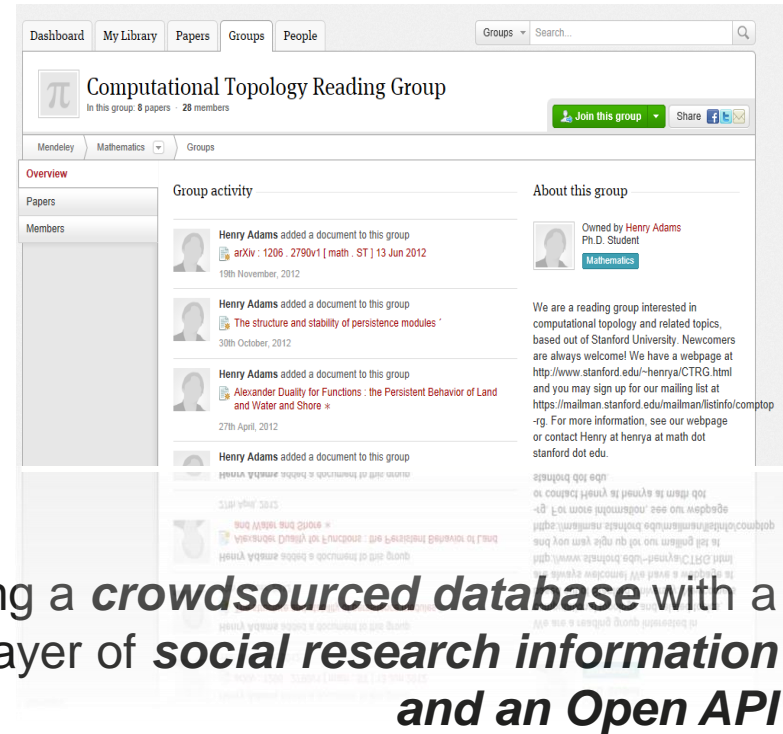 Dashboard My Library Papers Groups People Groups Search...
π Computational Topology Reading Group
In this group: 8 papers · 28 members
Join this group Share
Mendeley Mathematics Groups
Overview
Papers
Members
Group activity
Henry Adams added a document to this group
arXiv : 1206 . 2790v1 [ math . ST ] 13 Jun 2012
19th November, 2012
Henry Adams added a document to this group
The structure and stability of persistence modules ´
30th October, 2012
Henry Adams added a document to this group
Alexander Duality for Functions : the Persistent Behavior of Land
and Water and Shore ∗
27th April, 2012
Henry Adams added a document to this group
About this group
Owned by Henry Adams
Ph.D. Student
Mathematics
We are a reading group interested in
computational topology and related topics,
based out of Stanford University. Newcomers
are always welcome! We have a webpage at
http://www.stanford.edu/~henrya/CTRG.html
and you may sign up for our mailing list at
https://mailman.stanford.edu/mailman/listinfo/comptop
-rg. For more information, see our webpage
or contact Henry at henrya at math dot
stanford dot edu.
ng a crowdsourced database with a
ayer of social research information
and an Open API